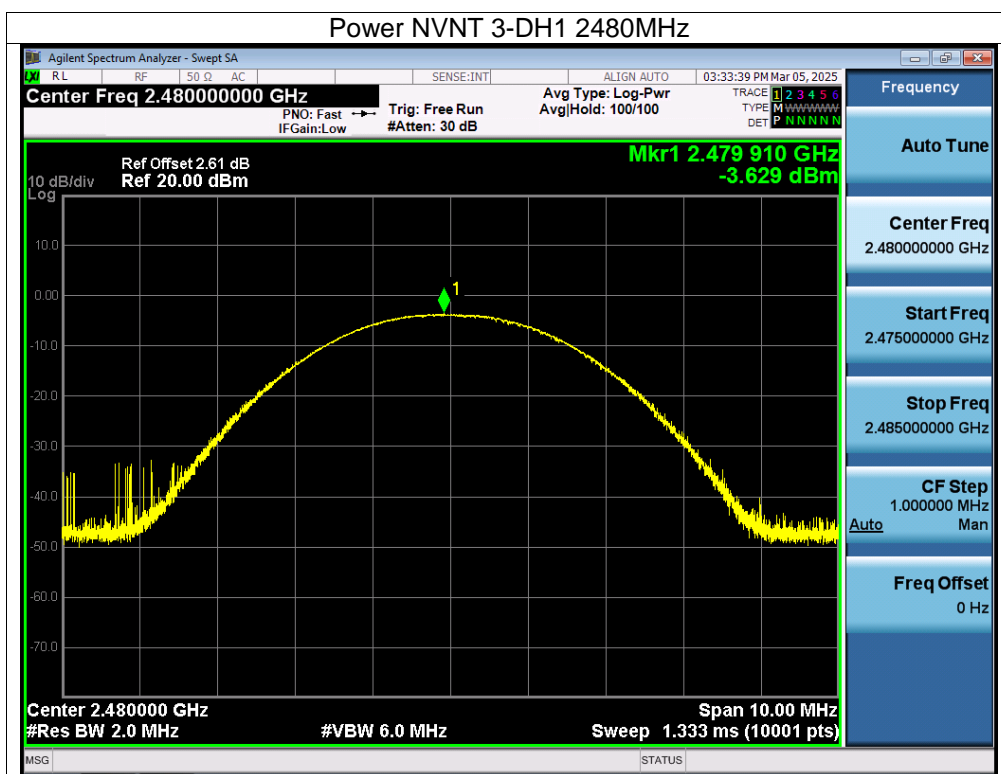 Power NVNT 3-DH1 2480MHz
Agilent Spectrum Analyzer - Swept SA
LXI RL RF 50 Ω AC SENSE:INT ALIGN AUTO 03:33:39 PM Mar 05, 2025
Center Freq 2.480000000 GHz
PNO: Fast
IFGain:Low
Trig: Free Run
#Atten: 30 dB
Avg Type: Log-Pwr
Avg|Hold: 100/100
TRACE 1 2 3 4 5 6
TYPE M WWWWW
DET P N N N N N
Mkr1 2.479 910 GHz
-3.629 dBm
Ref Offset 2.61 dB
10 dB/div Ref 20.00 dBm
Log
10.0
0.00
-10.0
-20.0
-30.0
-40.0
-50.0
-60.0
-70.0
1
Center 2.480000 GHz Span 10.00 MHz
#Res BW 2.0 MHz #VBW 6.0 MHz Sweep 1.333 ms (10001 pts)
MSG STATUS
Frequency
Auto Tune
Center Freq
2.480000000 GHz
Start Freq
2.475000000 GHz
Stop Freq
2.485000000 GHz
CF Step
1.000000 MHz
Auto Man
Freq Offset
0 Hz